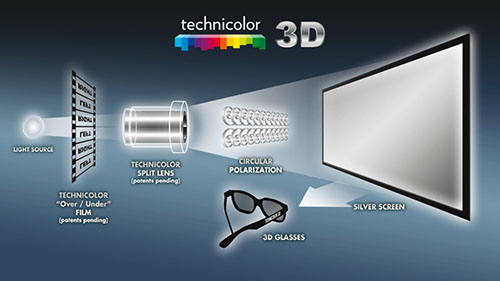 technicolor 3D
LIGHT SOURCE
TECHNICOLOR
"Over / Under"
FILM
(patents pending)
TECHNICOLOR
SPLIT LENS
(patents pending)
CIRCULAR
POLARIZATION
3D GLASSES
SILVER SCREEN